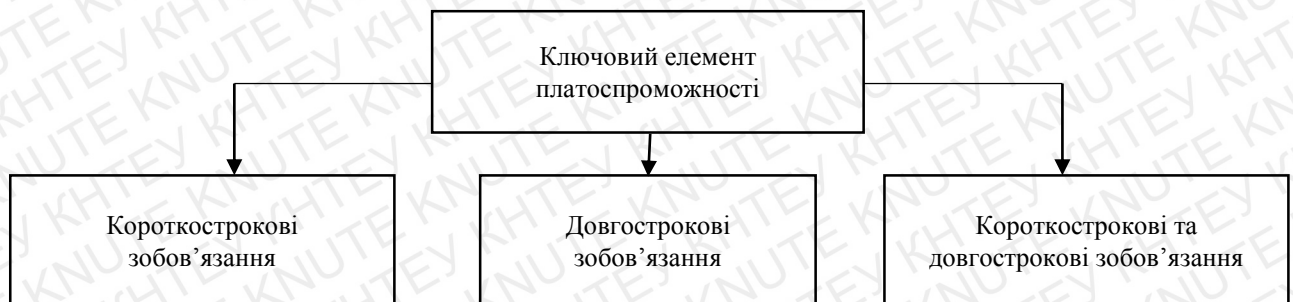 Ключовий елемент
платоспроможності
Короткострокові
зобов’язання
Довгострокові
зобов’язання
Короткострокові та
довгострокові зобов’язання